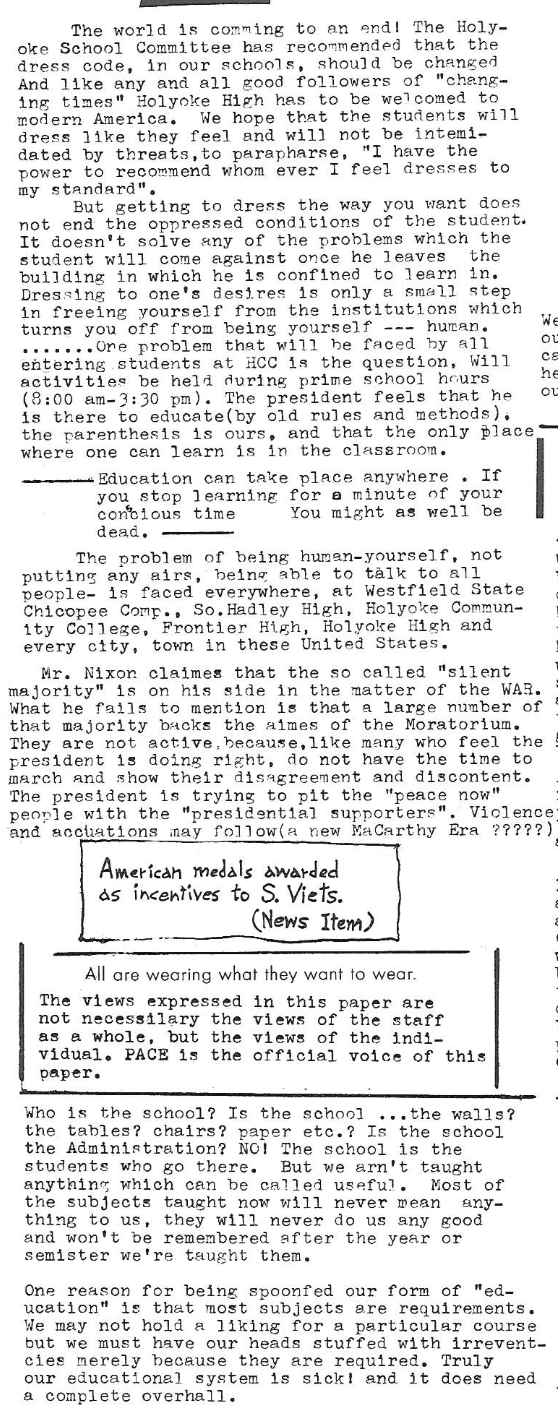 The world is comming to an end! The Holy-
oke School Committee has recommended that the
dress code, in our schools, should be changed
And like any and all good followers of "chang-
ing times" Holyoke High has to be welcomed to
modern America. We hope that the students will
dress like they feel and will not be intemi-
dated by threats,to parapharse, "I have the
power to recommend whom ever I feel dresses to
my standard".
But getting to dress the way you want does
not end the oppressed conditions of the student.
It doesn't solve any of the problems which the
student will come against once he leaves the
building in which he is confined to learn in.
Dressing to one's desires is only a small step
in freeing yourself from the institutions which
turns you off from being yourself --- human.
.......One problem that will be faced by all
entering students at HCC is the question, Will
activities be held during prime school hours
(8:00 am-3:30 pm). The president feels that he
is there to educate(by old rules and methods),
the parenthesis is ours, and that the only place
where one can learn is in the classroom.
Education can take place anywhere . If
you stop learning for a minute of your
concious time You might as well be
dead.
The problem of being human-yourself, not
putting any airs, being able to talk to all
people- is faced everywhere, at Westfield State
Chicopee Comp., So.Hadley High, Holyoke Commun-
ity College, Frontier High, Holyoke High and
every city, town in these United States.
Mr. Nixon claimes that the so called "silent
majority" is on his side in the matter of the WAR.
What he fails to mention is that a large number of
that majority backs the aimes of the Moratorium.
They are not active,because,like many who feel the
president is doing right, do not have the time to
march and show their disagreement and discontent.
The president is trying to pit the "peace now"
people with the "presidential supporters". Violence
and accuations may follow(a new MaCarthy Era ?????)
American medals awarded
as incentives to S. Viets.
(News Item)
All are wearing what they want to wear.
The views expressed in this paper are
not necessilary the views of the staff
as a whole, but the views of the indi-
vidual. PACE is the official voice of this
paper.
Who is the school? Is the school ...the walls?
the tables? chairs? paper etc.? Is the school
the Administration? NO! The school is the
students who go there. But we arn't taught
anything which can be called useful. Most of
the subjects taught now will never mean any-
thing to us, they will never do us any good
and won't be remembered after the year or
semister we're taught them.
One reason for being spoonfed our form of "ed-
ucation" is that most subjects are requirements.
We may not hold a liking for a particular course
but we must have our heads stuffed with irrevent-
cies merely because they are required. Truly
our educational system is sick! and it does need
a complete overhall.